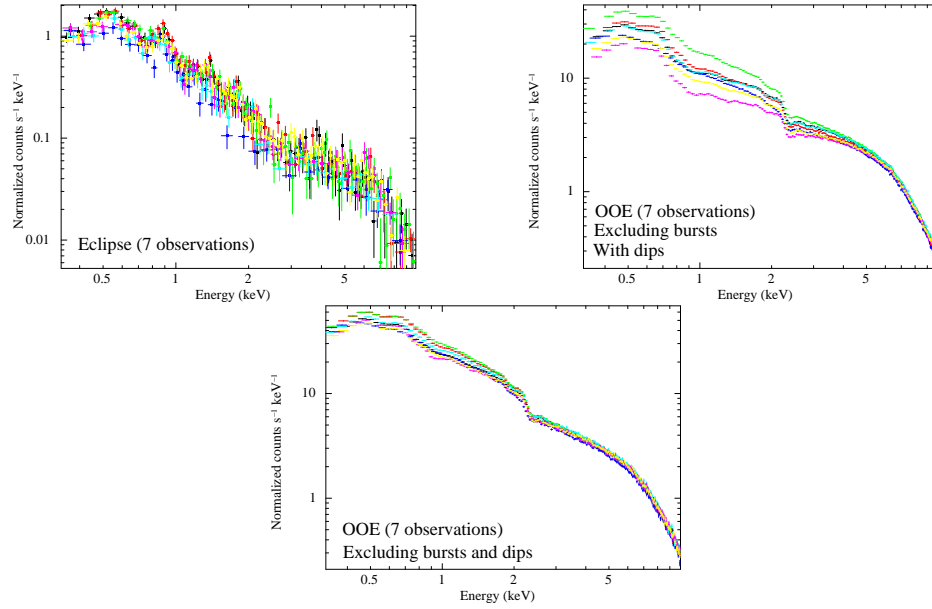 1
0.1
0.01
Normalized counts s⁻¹ keV⁻¹
Eclipse (7 observations)
0.5 1 2 5
Energy (keV)
10
1
Normalized counts s⁻¹ keV⁻¹
OOE (7 observations)
Excluding bursts
With dips
0.5 1 2 5
Energy (keV)
10
1
Normalized counts s⁻¹ keV⁻¹
OOE (7 observations)
Excluding bursts and dips
0.5 1 2 5
Energy (keV)